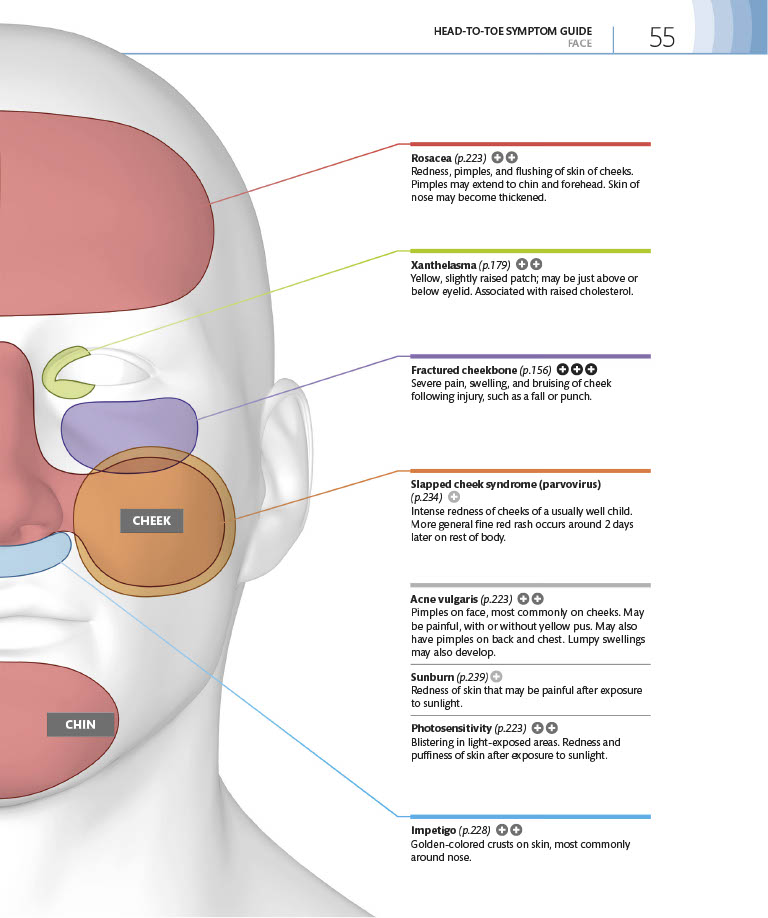 HEAD-TO-TOE SYMPTOM GUIDE
FACE
55
Rosacea (p.223)
Redness, pimples, and flushing of skin of cheeks.
Pimples may extend to chin and forehead. Skin of
nose may become thickened.
Xanthelasma (p.179)
Yellow, slightly raised patch; may be just above or
below eyelid. Associated with raised cholesterol.
Fractured cheekbone (p.156)
Severe pain, swelling, and bruising of cheek
following injury, such as a fall or punch.
Slapped cheek syndrome (parvovirus)
(p.234)
Intense redness of cheeks of a usually well child.
More general fine red rash occurs around 2 days
later on rest of body.
CHEEK
Acne vulgaris (p.223)
Pimples on face, most commonly on cheeks. May
be painful, with or without yellow pus. May also
have pimples on back and chest. Lumpy swellings
may also develop.
Sunburn (p.239)
Redness of skin that may be painful after exposure
to sunlight.
CHIN
Photosensitivity (p.223)
Blistering in light-exposed areas. Redness and
puffiness of skin after exposure to sunlight.
Impetigo (p.228)
Golden-colored crusts on skin, most commonly
around nose.